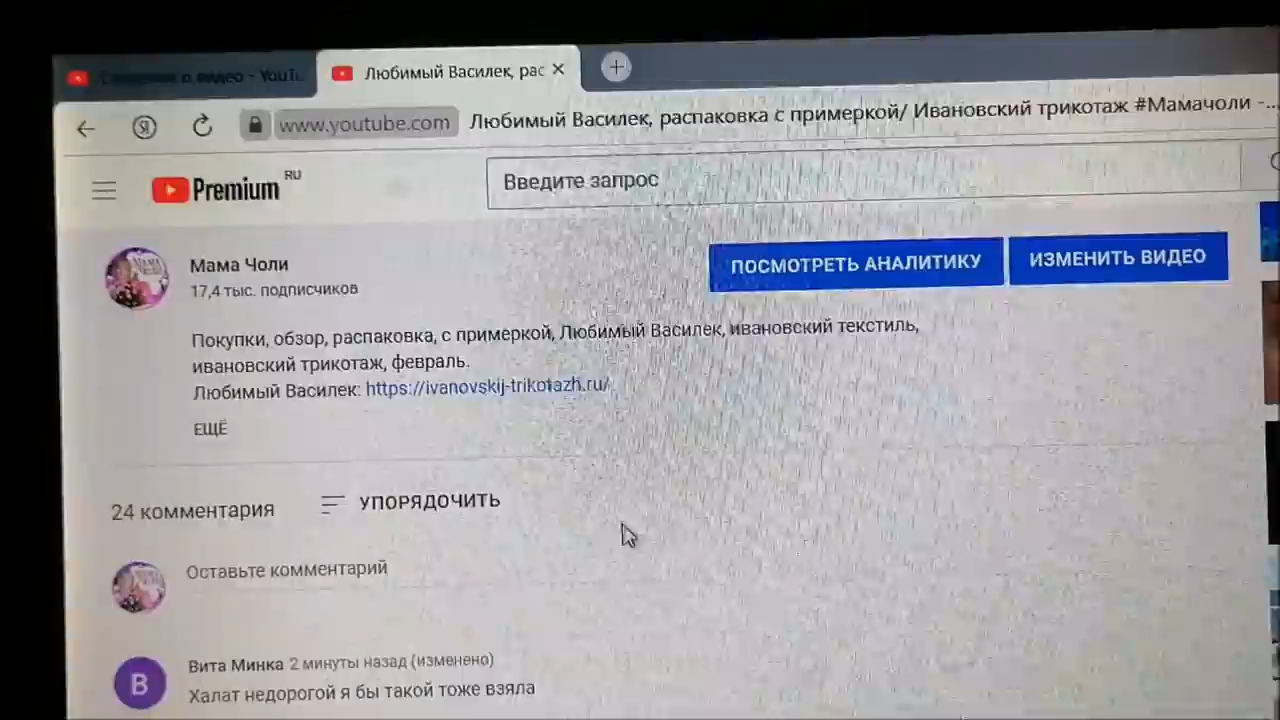 Сведения о видео - YouTu
Любимый Василек, рас
www.youtube.com Любимый Василек, распаковка с примеркой/ Ивановский трикотаж #Мамачоли -...
Premium RU
Введите запрос
Мама Чоли
17,4 тыс. подписчиков
ПОСМОТРЕТЬ АНАЛИТИКУ
ИЗМЕНИТЬ ВИДЕО
Покупки, обзор, распаковка, с примеркой, Любимый Василек, ивановский текстиль,
ивановский трикотаж, февраль.
Любимый Василек: https://ivanovskij-trikotazh.ru/
ЕЩЁ
24 комментария
УПОРЯДОЧИТЬ
Оставьте комментарий
В
Вита Минка 2 минуты назад (изменено)
Халат недорогой я бы такой тоже взяла